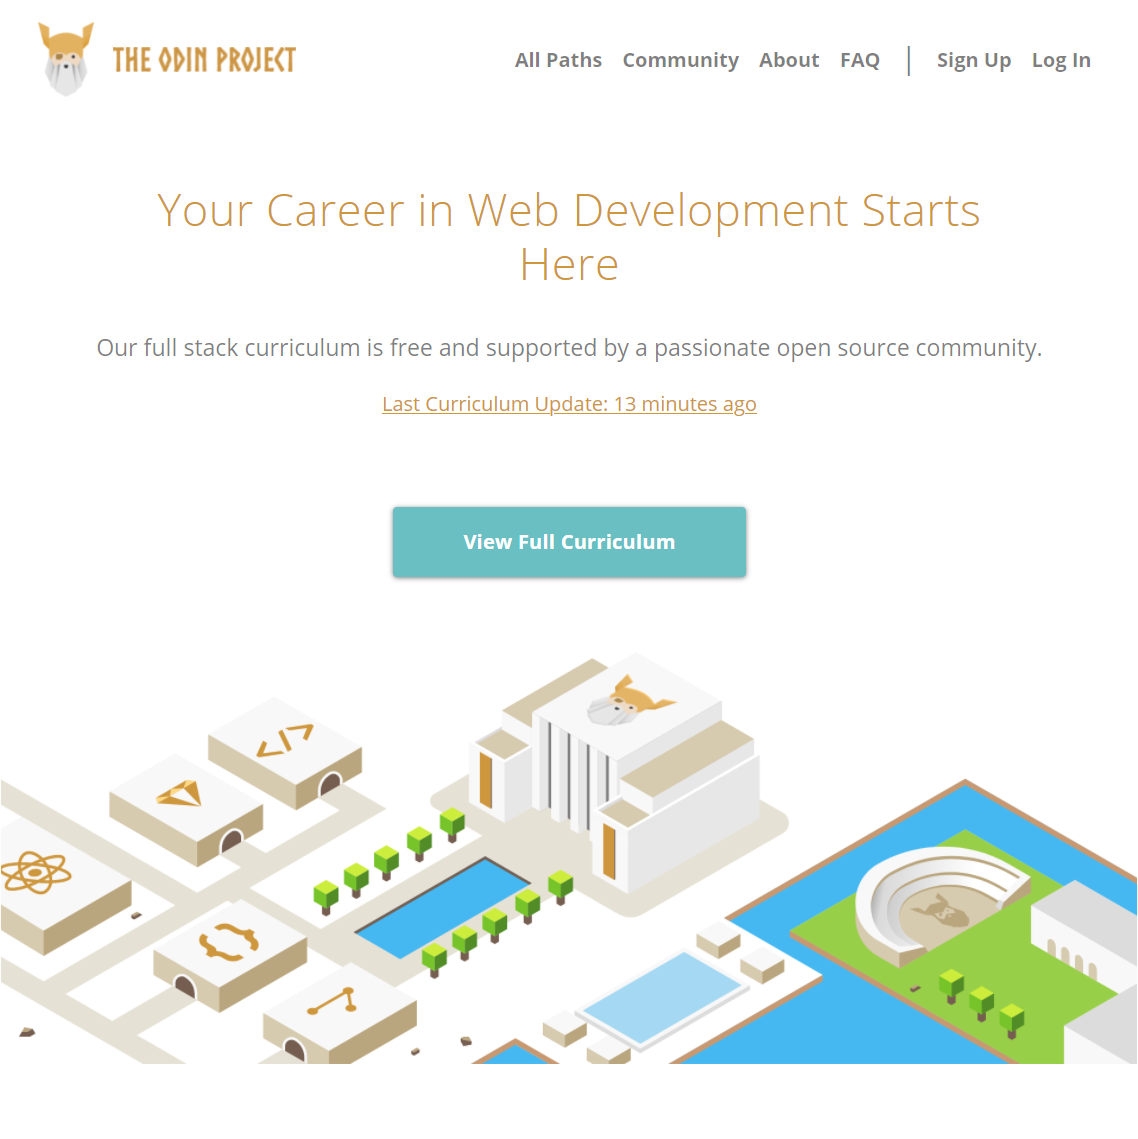 THE ODIN PROJECT
All Paths Community About FAQ Sign Up Log In
Your Career in Web Development Starts
Here
Our full stack curriculum is free and supported by a passionate open source community.
Last Curriculum Update: 13 minutes ago
View Full Curriculum